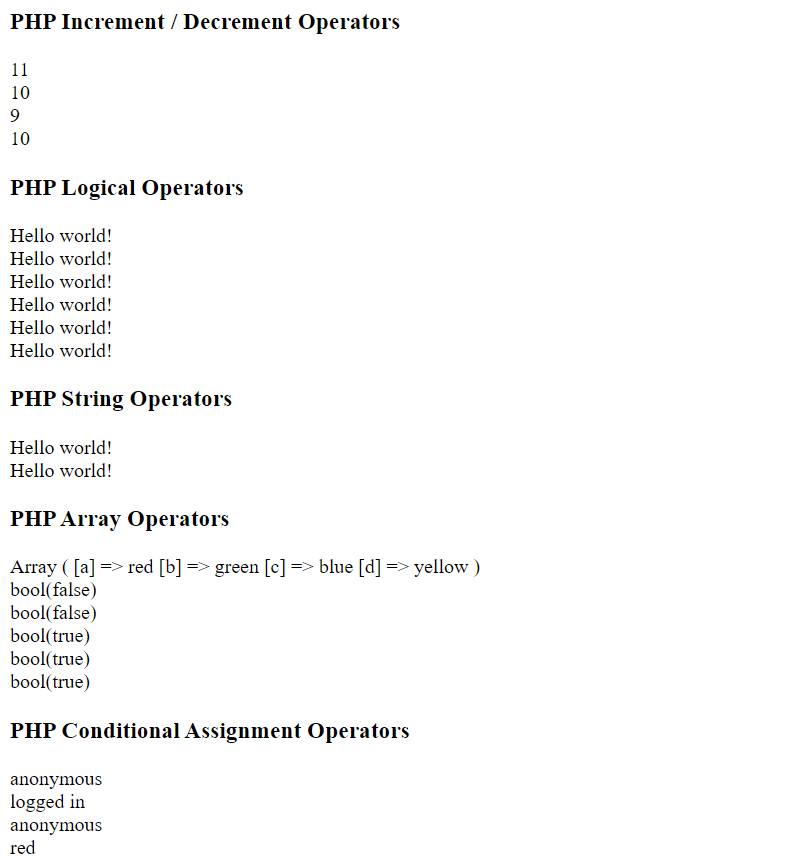 PHP Increment / Decrement Operators
11
10
9
10
PHP Logical Operators
Hello world!
Hello world!
Hello world!
Hello world!
Hello world!
Hello world!
PHP String Operators
Hello world!
Hello world!
PHP Array Operators
Array ( [a] => red [b] => green [c] => blue [d] => yellow )
bool(false)
bool(false)
bool(true)
bool(true)
bool(true)
PHP Conditional Assignment Operators
anonymous
logged in
anonymous
red